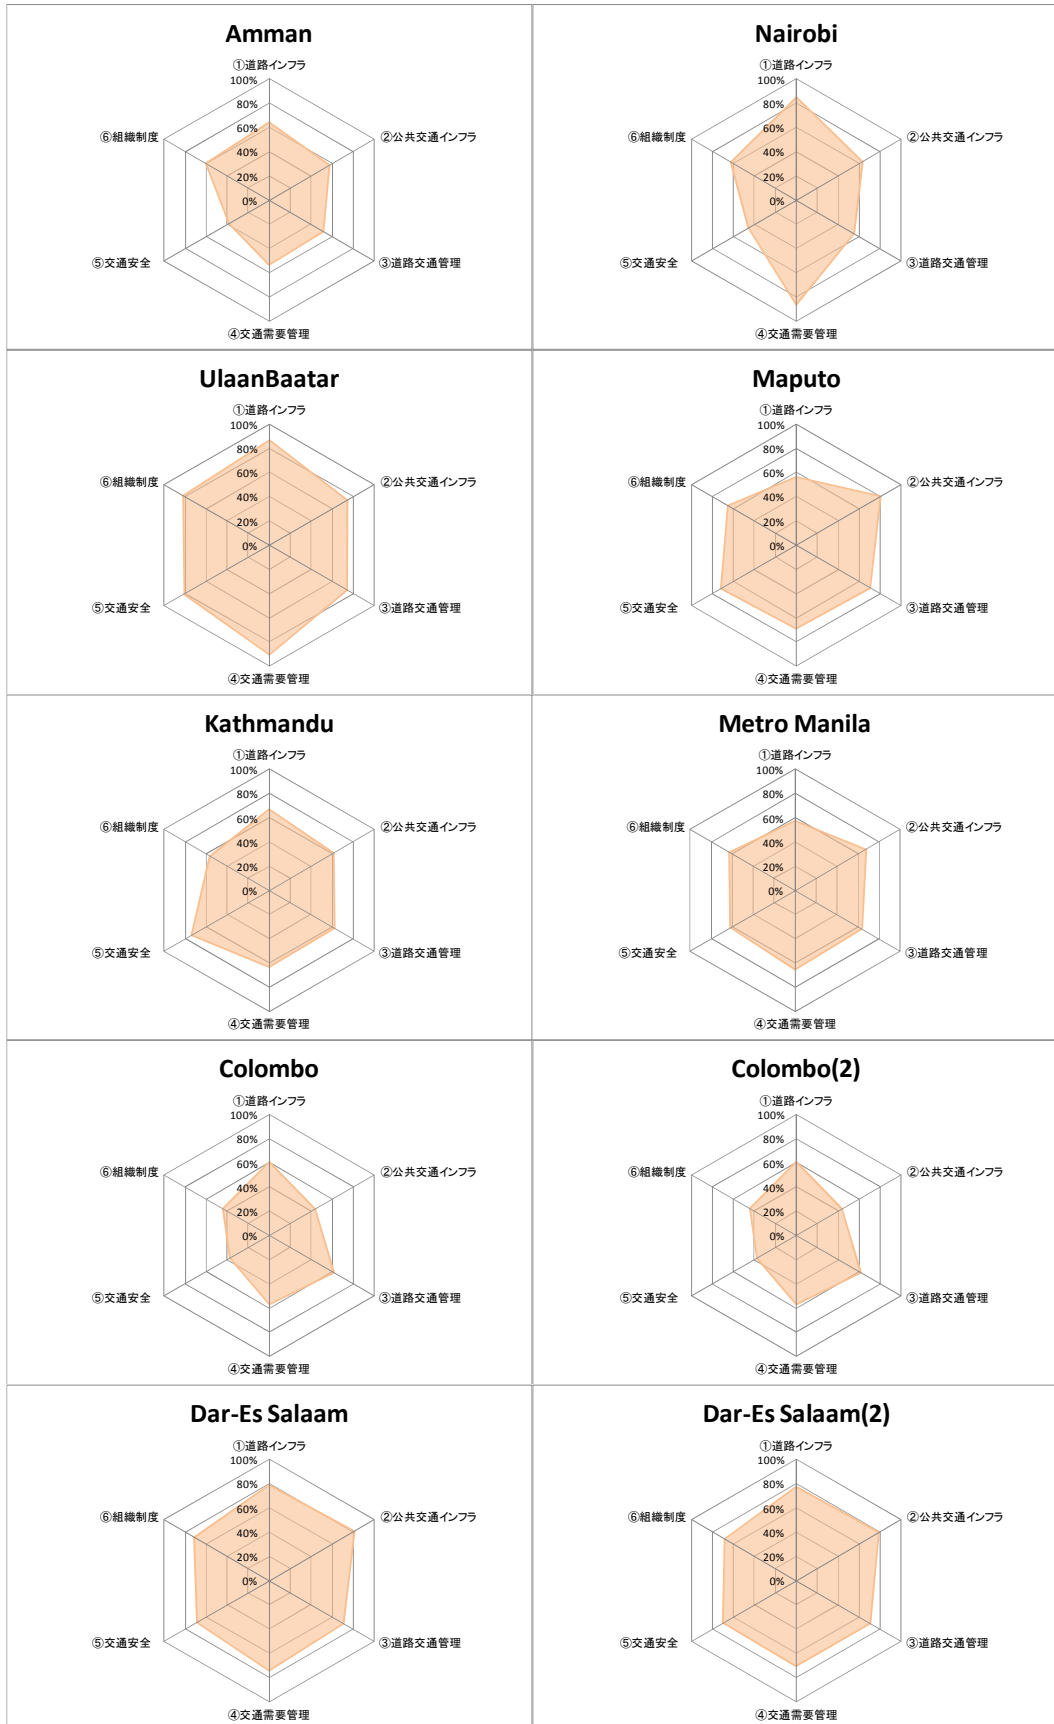 Amman
①道路インフラ
100%
80%
60%
40%
20%
0%
②公共交通インフラ
③道路交通管理
④交通需要管理
⑤交通安全
⑥組織制度
Nairobi
①道路インフラ
100%
80%
60%
40%
20%
0%
②公共交通インフラ
③道路交通管理
④交通需要管理
⑤交通安全
⑥組織制度
UlaanBaatar
①道路インフラ
100%
80%
60%
40%
20%
0%
②公共交通インフラ
③道路交通管理
④交通需要管理
⑤交通安全
⑥組織制度
Maputo
①道路インフラ
100%
80%
60%
40%
20%
0%
②公共交通インフラ
③道路交通管理
④交通需要管理
⑤交通安全
⑥組織制度
Kathmandu
①道路インフラ
100%
80%
60%
40%
20%
0%
②公共交通インフラ
③道路交通管理
④交通需要管理
⑤交通安全
⑥組織制度
Metro Manila
①道路インフラ
100%
80%
60%
40%
20%
0%
②公共交通インフラ
③道路交通管理
④交通需要管理
⑤交通安全
⑥組織制度
Colombo
①道路インフラ
100%
80%
60%
40%
20%
0%
②公共交通インフラ
③道路交通管理
④交通需要管理
⑤交通安全
⑥組織制度
Colombo(2)
①道路インフラ
100%
80%
60%
40%
20%
0%
②公共交通インフラ
③道路交通管理
④交通需要管理
⑤交通安全
⑥組織制度
Dar-Es Salaam
①道路インフラ
100%
80%
60%
40%
20%
0%
②公共交通インフラ
③道路交通管理
④交通需要管理
⑤交通安全
⑥組織制度
Dar-Es Salaam(2)
①道路インフラ
100%
80%
60%
40%
20%
0%
②公共交通インフラ
③道路交通管理
④交通需要管理
⑤交通安全
⑥組織制度